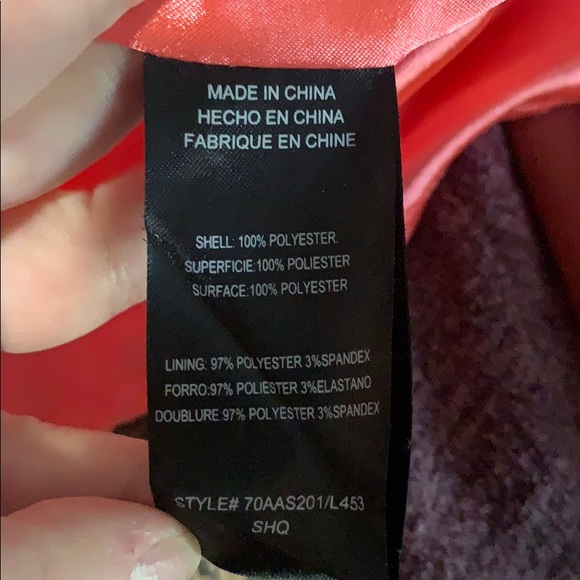 MADE IN CHINA
HECHO EN CHINA
FABRIQUE EN CHINE
SHELL: 100% POLYESTER
SUPERFICIE:100% POLIESTER
SURFACE:100% POLYESTER
LINING: 97% POLYESTER 3%SPANDEX
FORRO:97% POLIESTER 3%ELASTANO
DOUBLURE:97% POLYESTER 3%SPANDEX
STYLE# 70AAS201/L453
SHQ